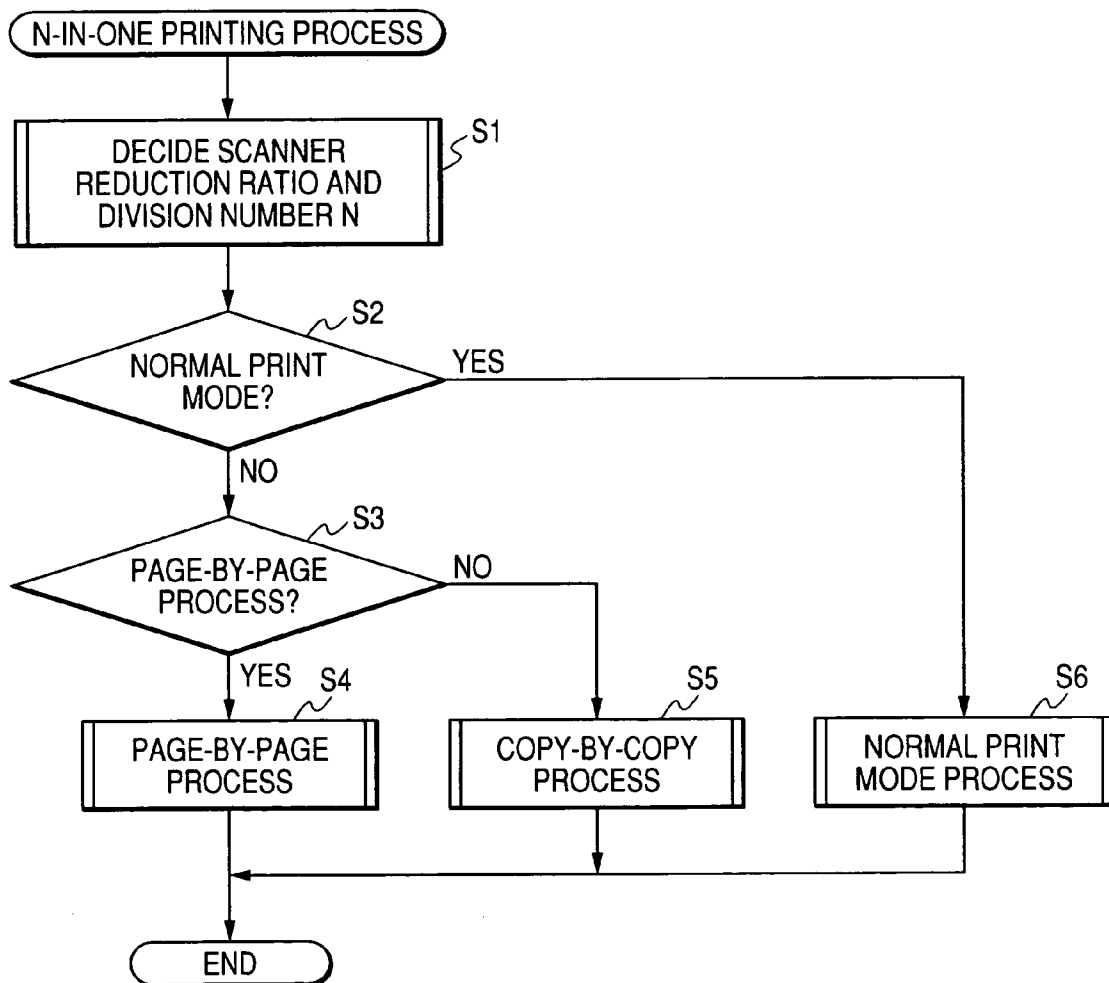 N-IN-ONE PRINTING PROCESS
S1
DECIDE SCANNER
REDUCTION RATIO AND
DIVISION NUMBER N
S2
NORMAL PRINT
MODE?
YES
NO
S3
PAGE-BY-PAGE
PROCESS?
NO
YES
S4
PAGE-BY-PAGE
PROCESS
S5
COPY-BY-COPY
PROCESS
S6
NORMAL PRINT
MODE PROCESS
END